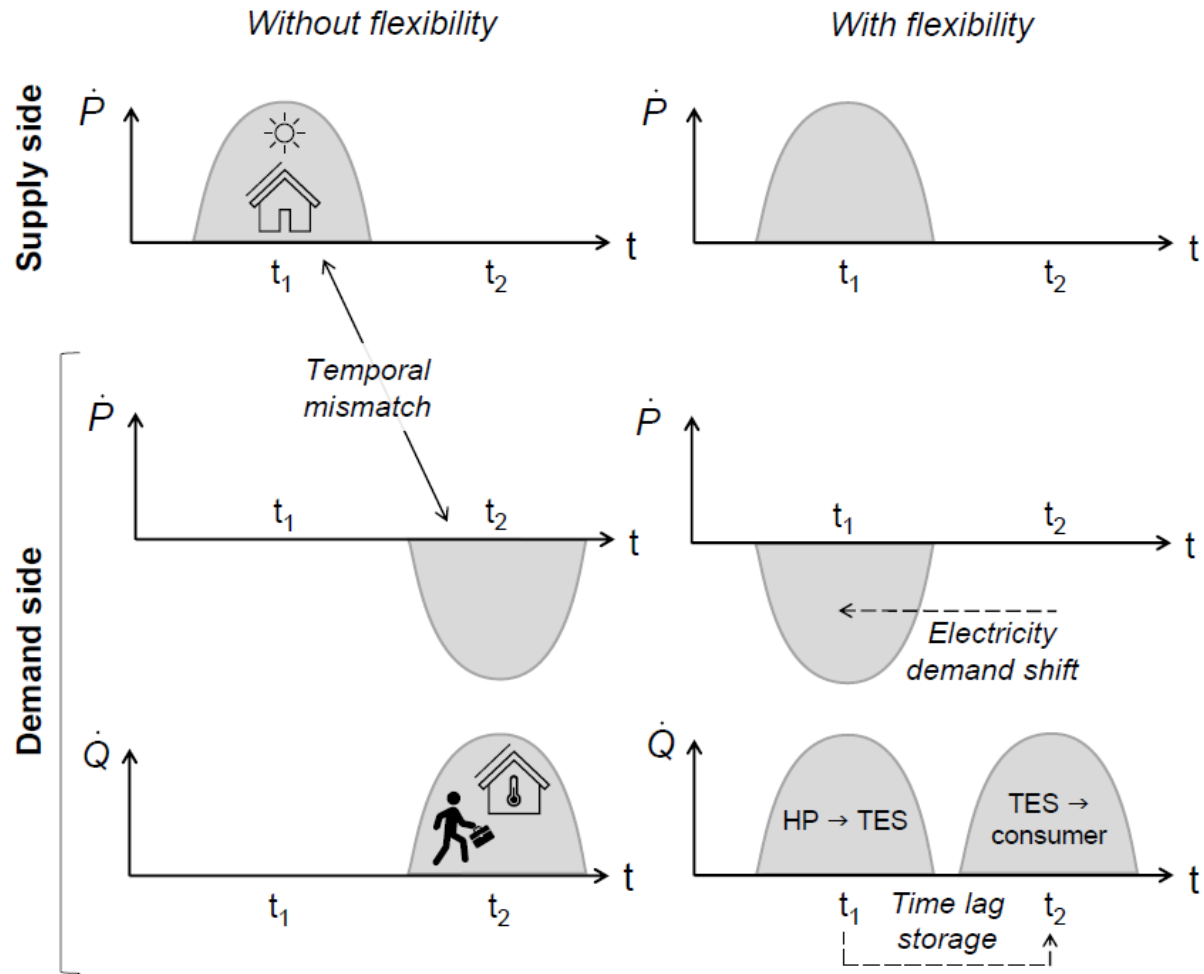 Without flexibility
With flexibility
Supply side
Ṗ
t
t₁
t₂
Ṗ
t
t₁
t₂
Temporal
mismatch
Demand side
Ṗ
t₁
t₂
t
Ṗ
t₁
t₂
t
Electricity
demand shift
Q̇
t
t₁
t₂
Q̇
HP → TES
TES →
consumer
t
t₁
Time lag
storage
t₂